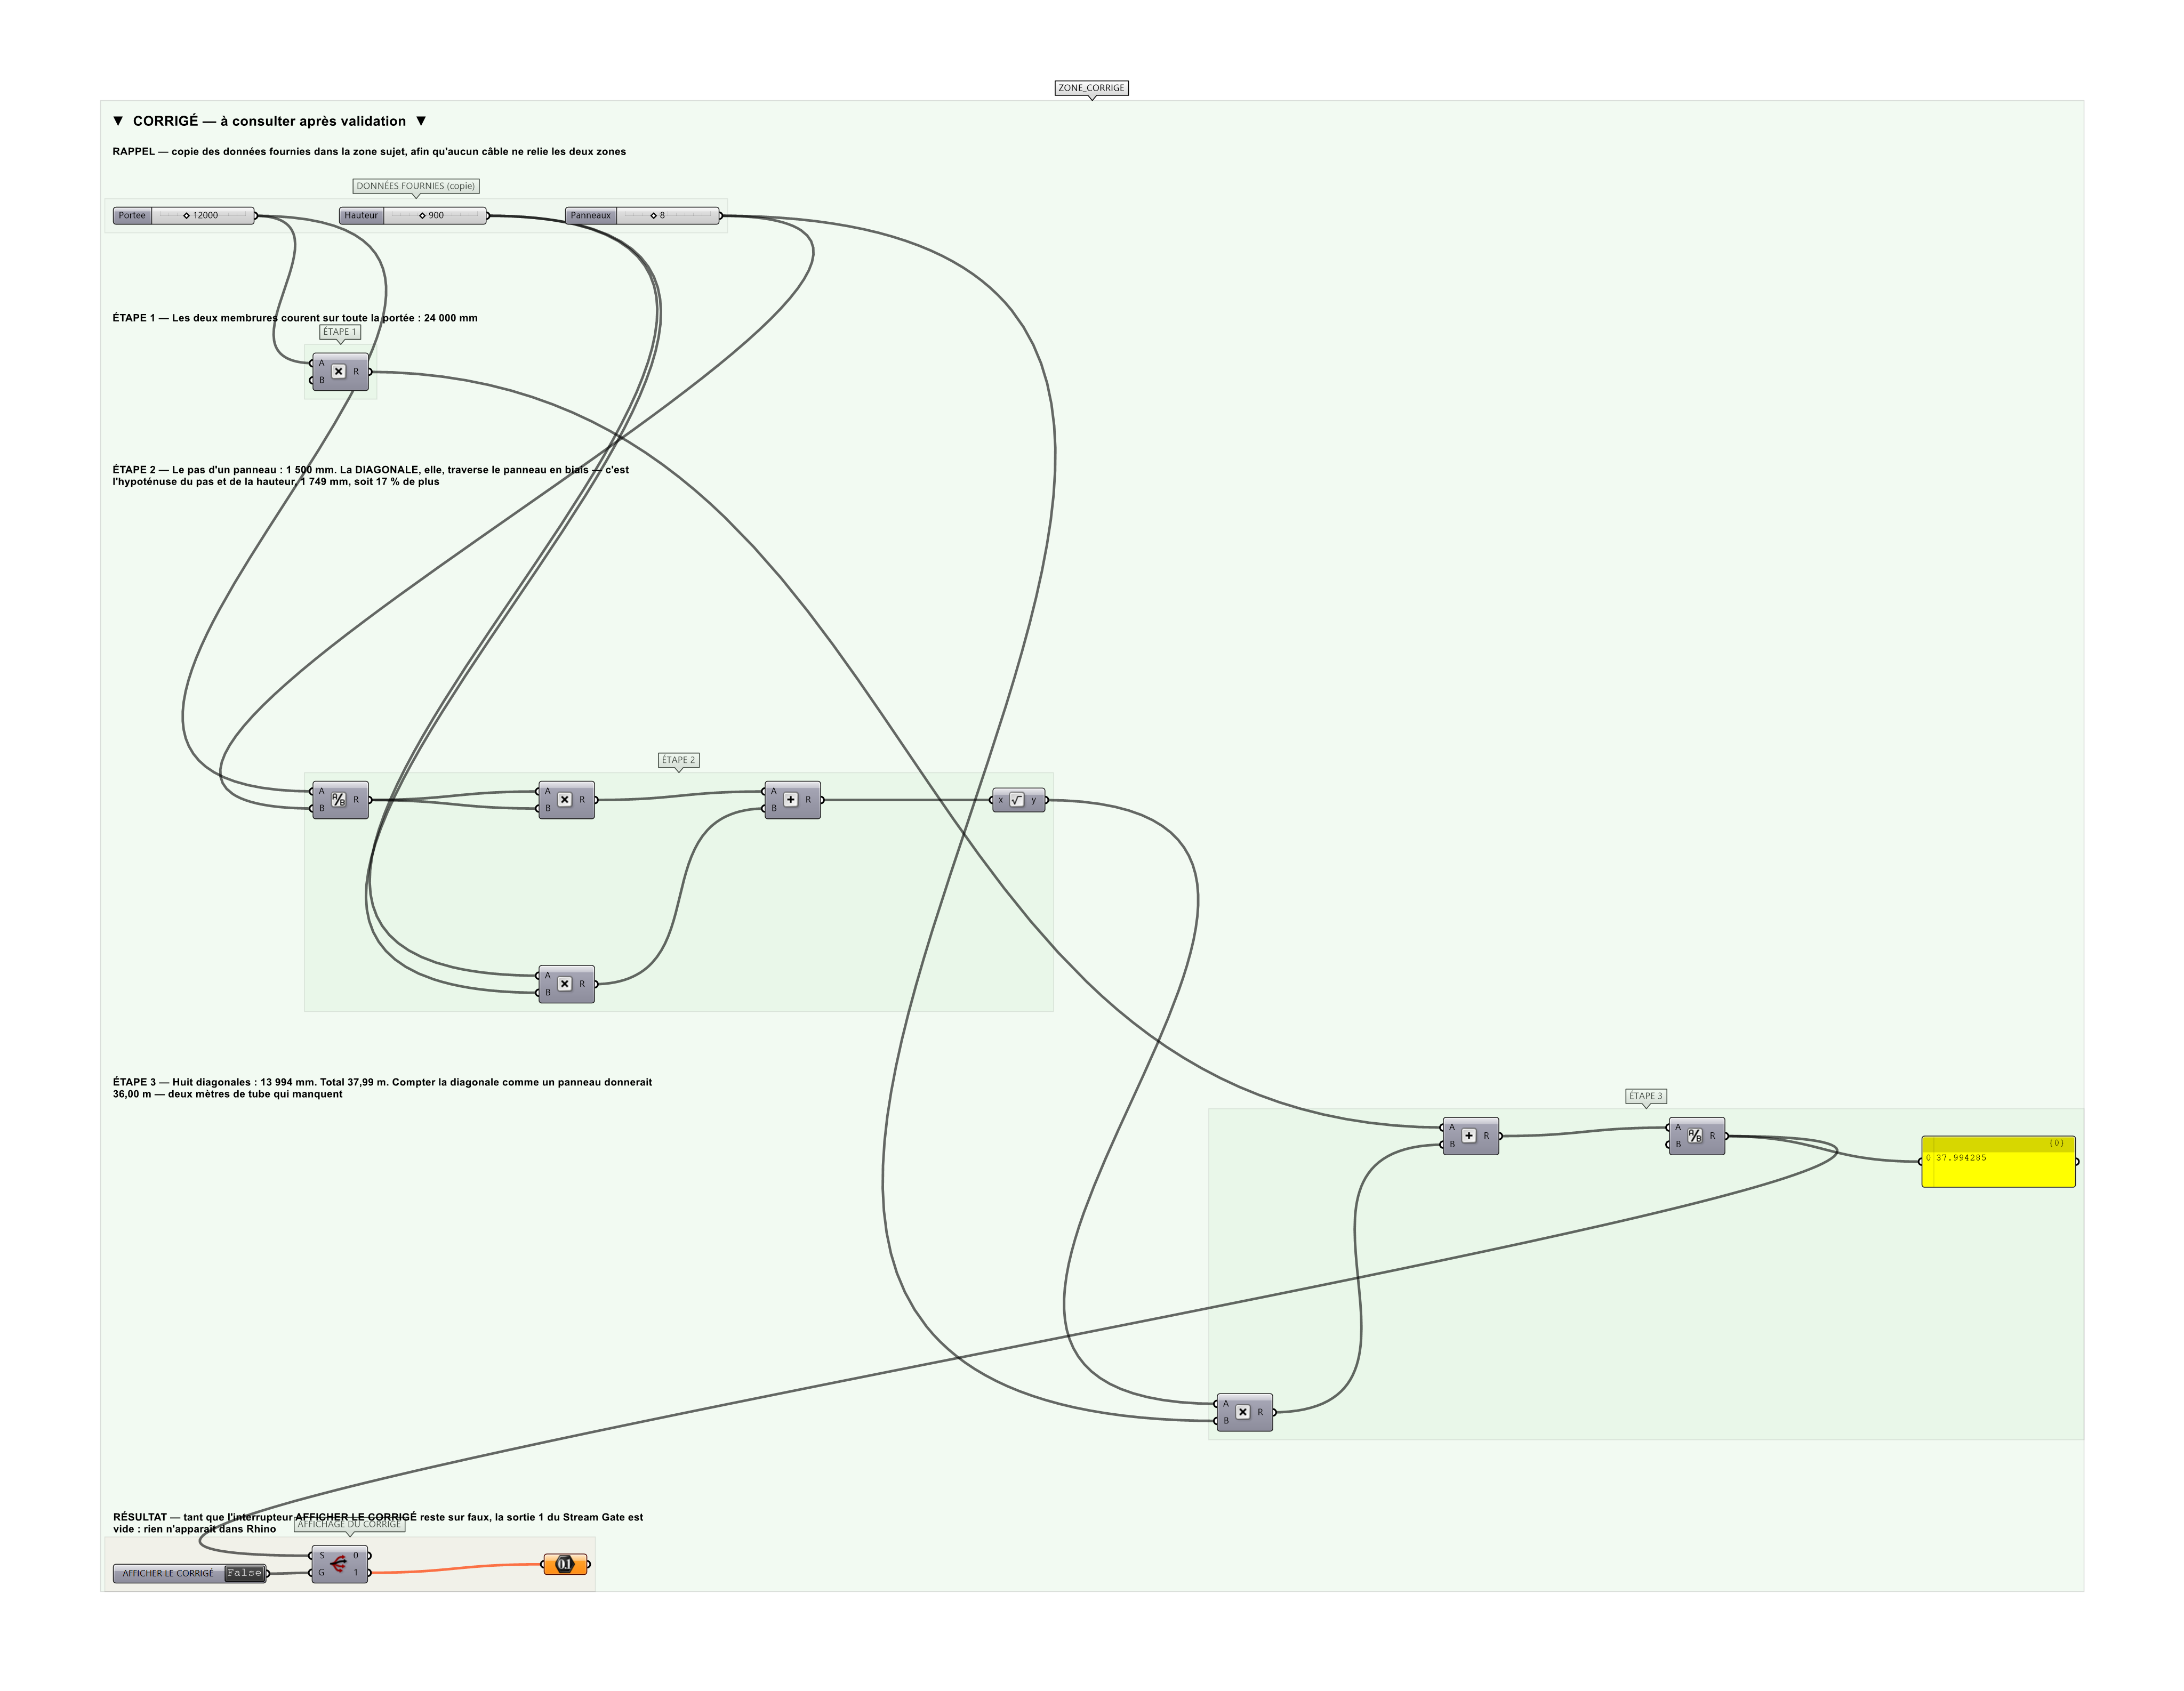 ZONE_CORRIGE
▼ CORRIGÉ — à consulter après validation ▼
RAPPEL — copie des données fournies dans la zone sujet, afin qu'aucun câble ne relie les deux zones
DONNÉES FOURNIES (copie)
Portee 12000
Hauteur 900
Panneaux 8
ÉTAPE 1 — Les deux membrures courent sur toute la portée : 24 000 mm
ÉTAPE 1
A
B
R
ÉTAPE 2 — Le pas d'un panneau : 1 500 mm. La DIAGONALE, elle, traverse le panneau en biais — c'est
l'hypoténuse du pas et de la hauteur, 1 749 mm, soit 17 % de plus
ÉTAPE 2
A
B
A/B
R
A
B
R
A
B
R
x √ y
A
B
R
ÉTAPE 3 — Huit diagonales : 13 994 mm. Total 37,99 m. Compter la diagonale comme un panneau donnerait
36,00 m — deux mètres de tube qui manquent
ÉTAPE 3
A
B
R
A
B
A/B
R
{0}
0 37.994285
A
B
R
RÉSULTAT — tant que l'interrupteur AFFICHER LE CORRIGÉ reste sur faux, la sortie 1 du Stream Gate est
vide : rien n'apparaît dans Rhino
AFFICHAGE DU CORRIGÉ
AFFICHER LE CORRIGÉ False
S 0
G 1
0.1